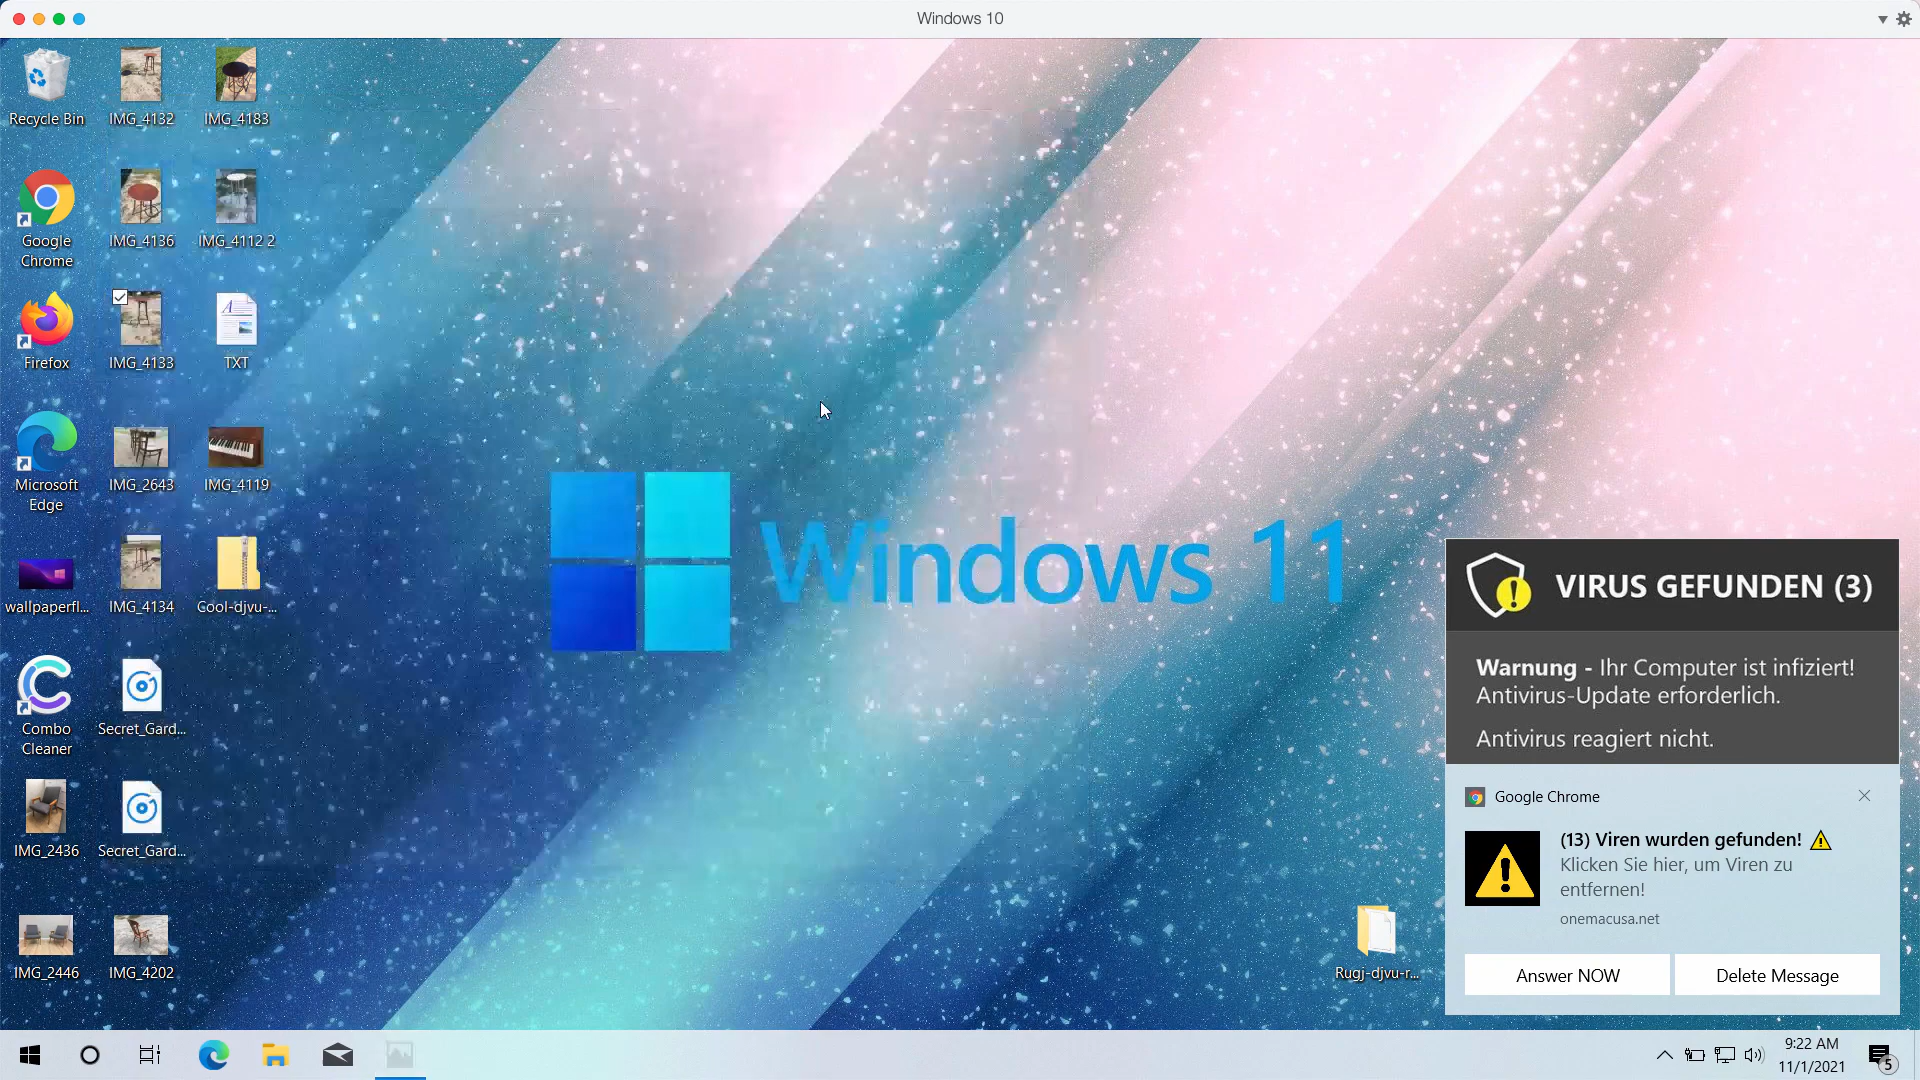 Windows 10
Recycle Bin
IMG_4132
IMG_4183
Google
Chrome
IMG_4136
IMG_4112 2
Firefox
IMG_4133
TXT
Microsoft
Edge
IMG_2643
IMG_4119
wallpaperfl...
IMG_4134
Cool-djvu-...
Combo
Cleaner
Secret_Gard...
IMG_2436
Secret_Gard...
IMG_2446
IMG_4202
Windows 11
Rugj-djvu-r...
VIRUS GEFUNDEN (3)
Warnung - Ihr Computer ist infiziert!
Antivirus-Update erforderlich.
Antivirus reagiert nicht.
Google Chrome
(13) Viren wurden gefunden!
Klicken Sie hier, um Viren zu
entfernen!
onemacusa.net
Answer NOW
Delete Message
9:22 AM
11/1/2021
5